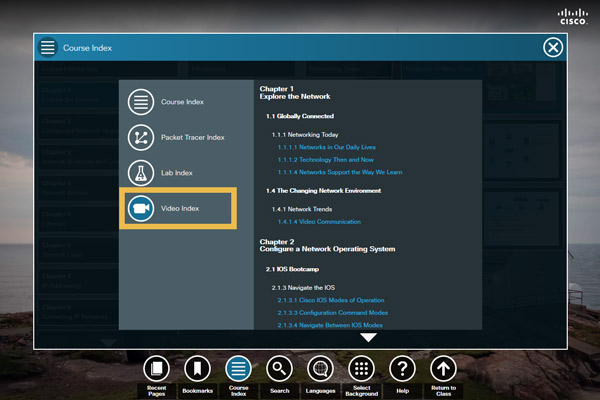 CISCO.
Course Index
Course Index
Packet Tracer Index
Lab Index
Video Index
Chapter 1
Explore the Network
1.1 Globally Connected
1.1.1 Networking Today
1.1.1.1 Networks in Our Daily Lives
1.1.1.2 Technology Then and Now
1.1.1.4 Networks Support the Way We Learn
1.4 The Changing Network Environment
1.4.1 Network Trends
1.4.1.4 Video Communication
Chapter 2
Configure a Network Operating System
2.1 IOS Bootcamp
2.1.3 Navigate the IOS
2.1.3.1 Cisco IOS Modes of Operation
2.1.3.3 Configuration Command Modes
2.1.3.4 Navigate Between IOS Modes
Recent Pages
Bookmarks
Course Index
Search
Languages
Select Background
Help
Return to Class